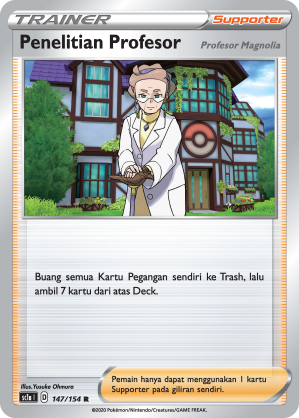 TRAINER
Supporter
Penelitian Profesor
Profesor Magnolia
Buang semua Kartu Pegangan sendiri ke Trash, lalu
ambil 7 kartu dari atas Deck.
Illus.Yusuke Ohmura
Pemain hanya dapat menggunakan 1 kartu
Supporter pada giliran sendiri.
D 147/154 R
©2020 Pokémon/Nintendo/Creatures/GAME FREAK.